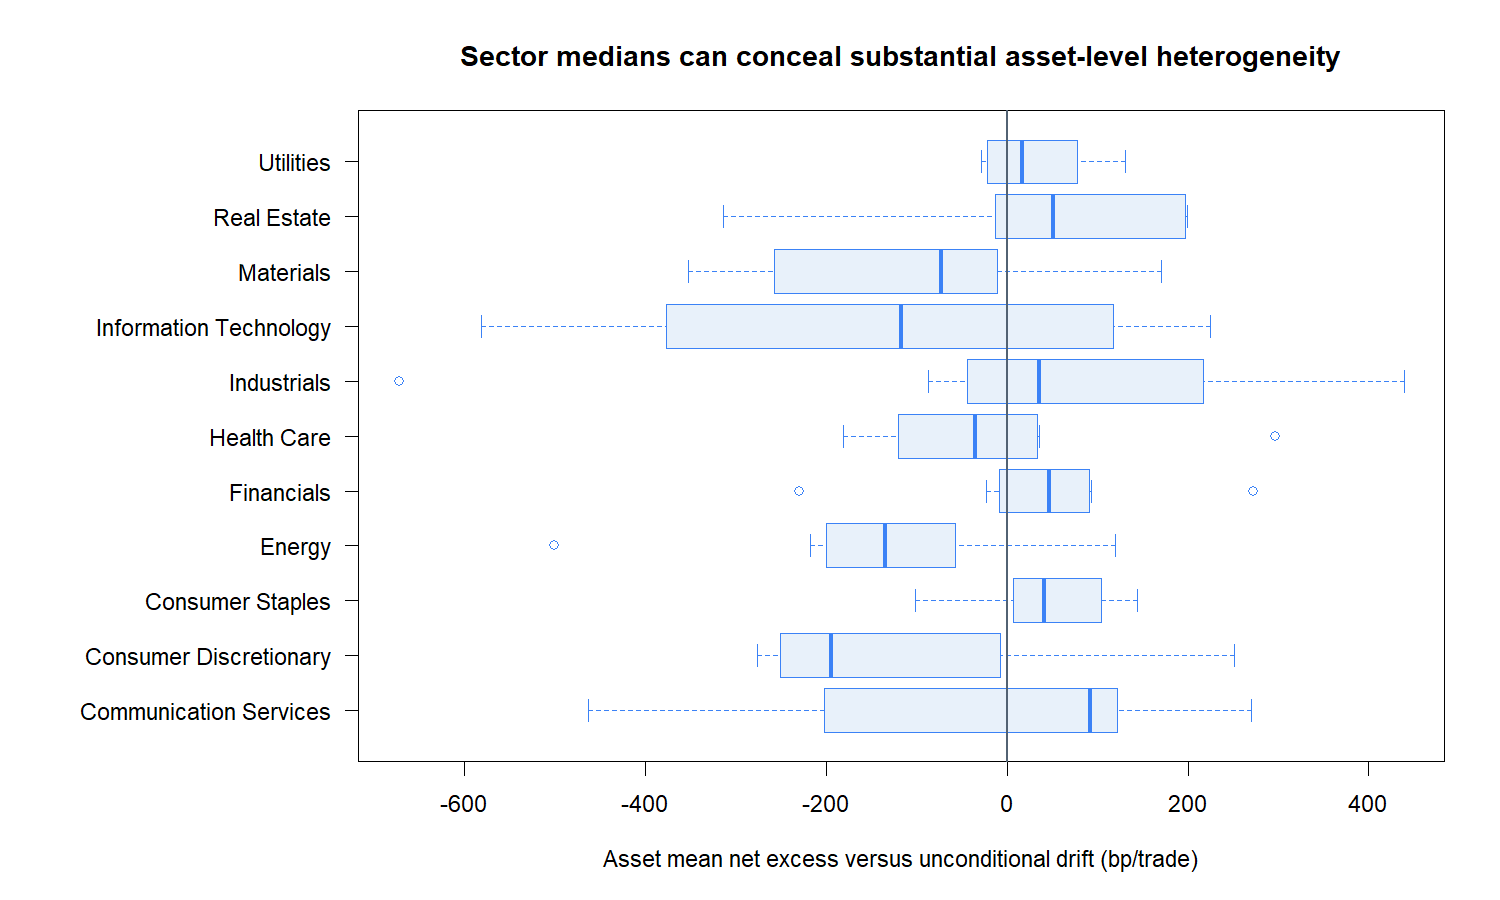 Sector medians can conceal substantial asset-level heterogeneity
Utilities
Real Estate
Materials
Information Technology
Industrials
Health Care
Financials
Energy
Consumer Staples
Consumer Discretionary
Communication Services
-600 -400 -200 0 200 400
Asset mean net excess versus unconditional drift (bp/trade)